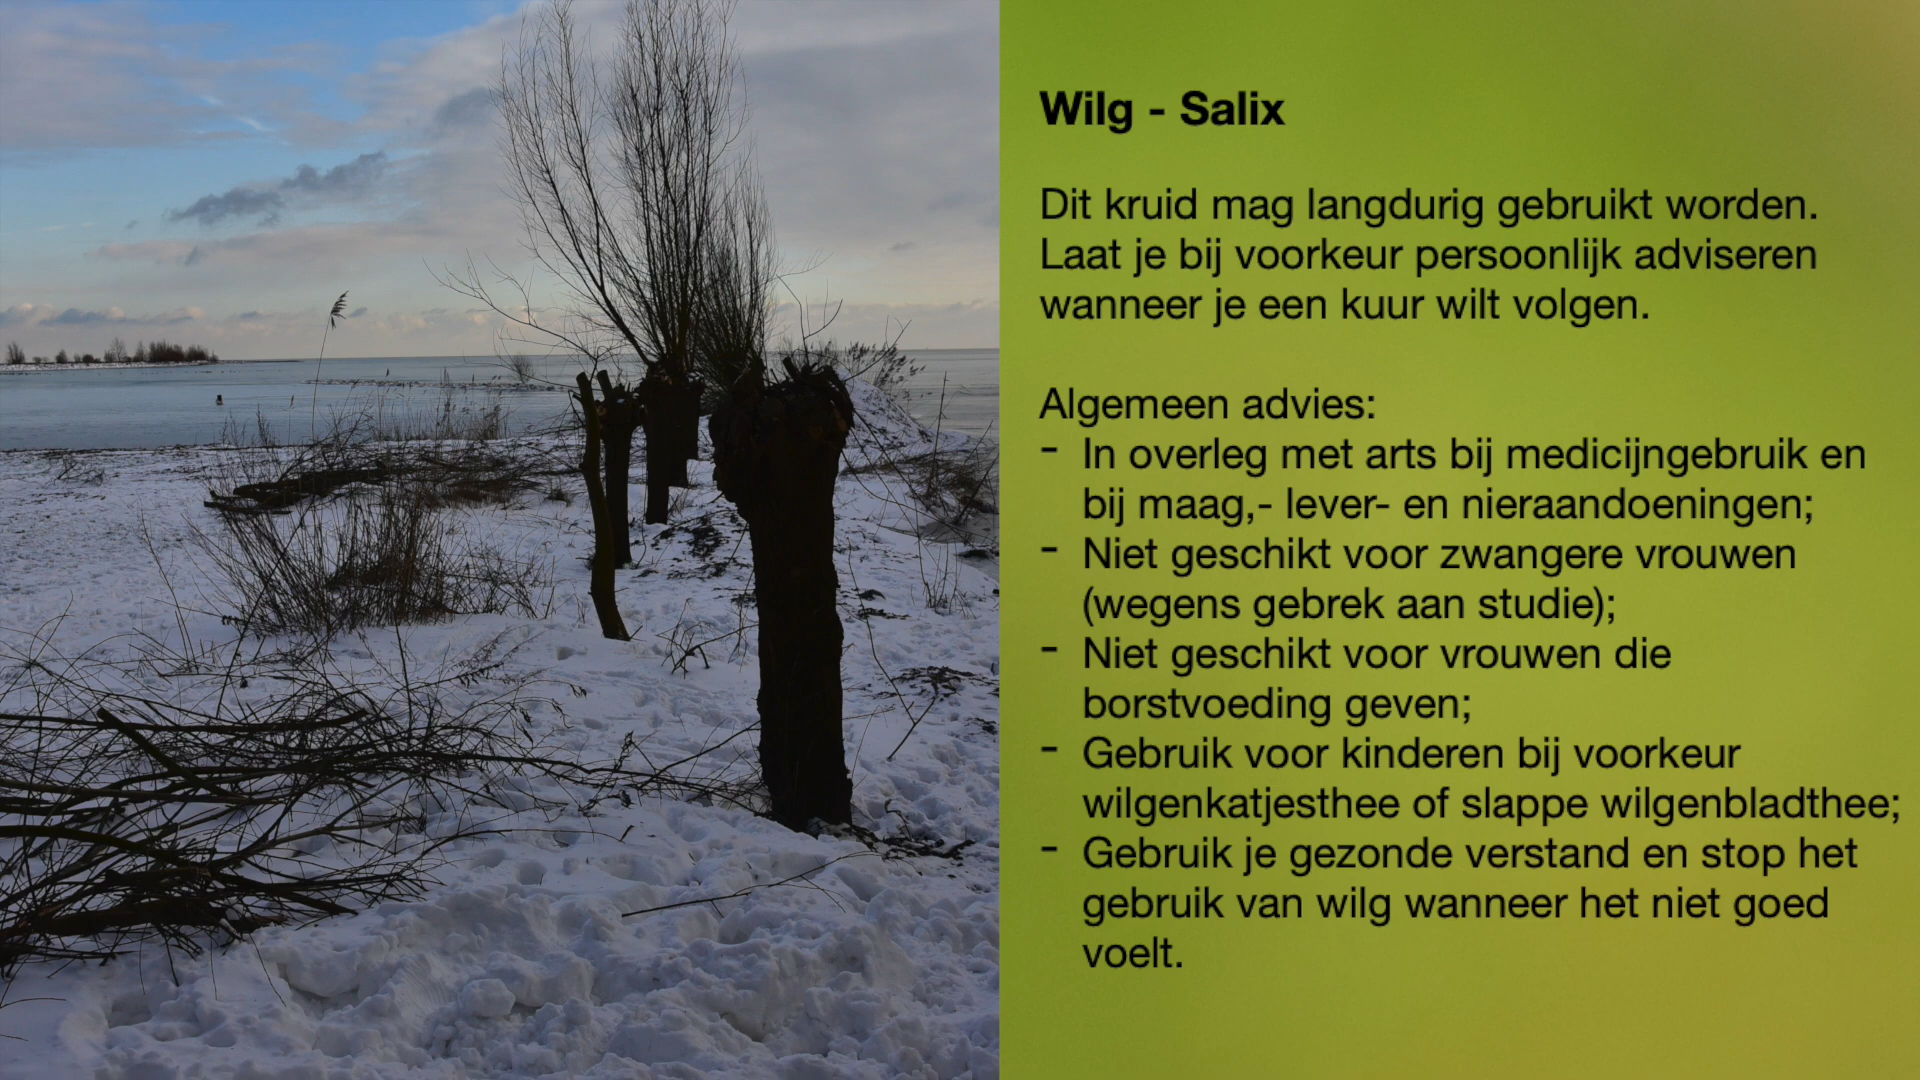 Wilg - Salix
Dit kruid mag langdurig gebruikt worden.
Laat je bij voorkeur persoonlijk adviseren
wanneer je een kuur wilt volgen.
Algemeen advies:
- In overleg met arts bij medicijngebruik en
bij maag,- lever- en nieraandoeningen;
- Niet geschikt voor zwangere vrouwen
(wegens gebrek aan studie);
- Niet geschikt voor vrouwen die
borstvoeding geven;
- Gebruik voor kinderen bij voorkeur
wilgenkatjesthee of slappe wilgenbladthee;
- Gebruik je gezonde verstand en stop het
gebruik van wilg wanneer het niet goed
voelt.